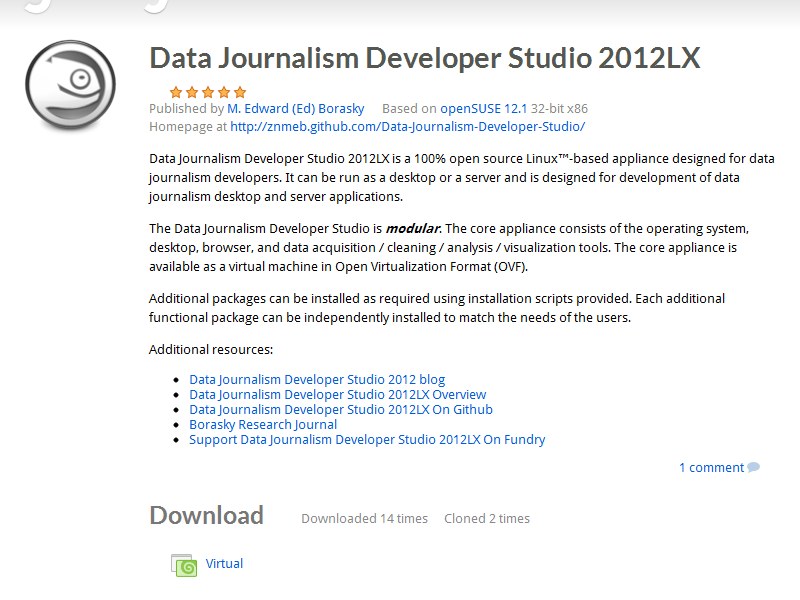 Data Journalism Developer Studio 2012LX
Published by M. Edward (Ed) Borasky Based on openSUSE 12.1 32-bit x86
Homepage at http://znmeb.github.com/Data-Journalism-Developer-Studio/
Data Journalism Developer Studio 2012LX is a 100% open source Linux™-based appliance designed for data
journalism developers. It can be run as a desktop or a server and is designed for development of data
journalism desktop and server applications.
The Data Journalism Developer Studio is modular. The core appliance consists of the operating system,
desktop, browser, and data acquisition / cleaning / analysis / visualization tools. The core appliance is
available as a virtual machine in Open Virtualization Format (OVF).
Additional packages can be installed as required using installation scripts provided. Each additional
functional package can be independently installed to match the needs of the users.
Additional resources:
Data Journalism Developer Studio 2012 blog
Data Journalism Developer Studio 2012LX Overview
Data Journalism Developer Studio 2012LX On Github
Borasky Research Journal
Support Data Journalism Developer Studio 2012LX On Fundry
1 comment
Download Downloaded 14 times Cloned 2 times
Virtual